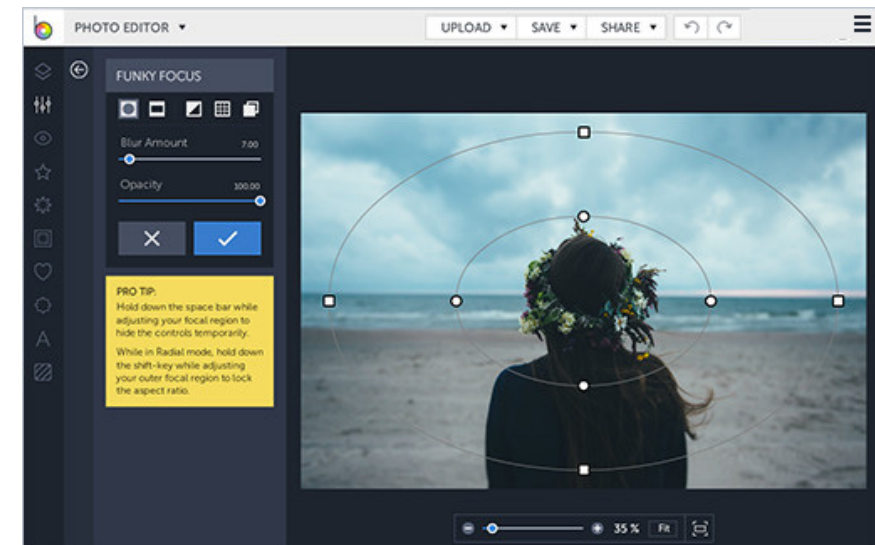 PHOTO EDITOR
UPLOAD SAVE SHARE
FUNKY FOCUS
Blur Amount 7.00
Opacity 100.00
PRO TIP:
Hold down the space bar while
adjusting your focal region to
hide the controls temporarily.
While in Radial mode, hold down
the shift-key while adjusting
your outer focal region to lock
the aspect ratio.
A
35 % Fit